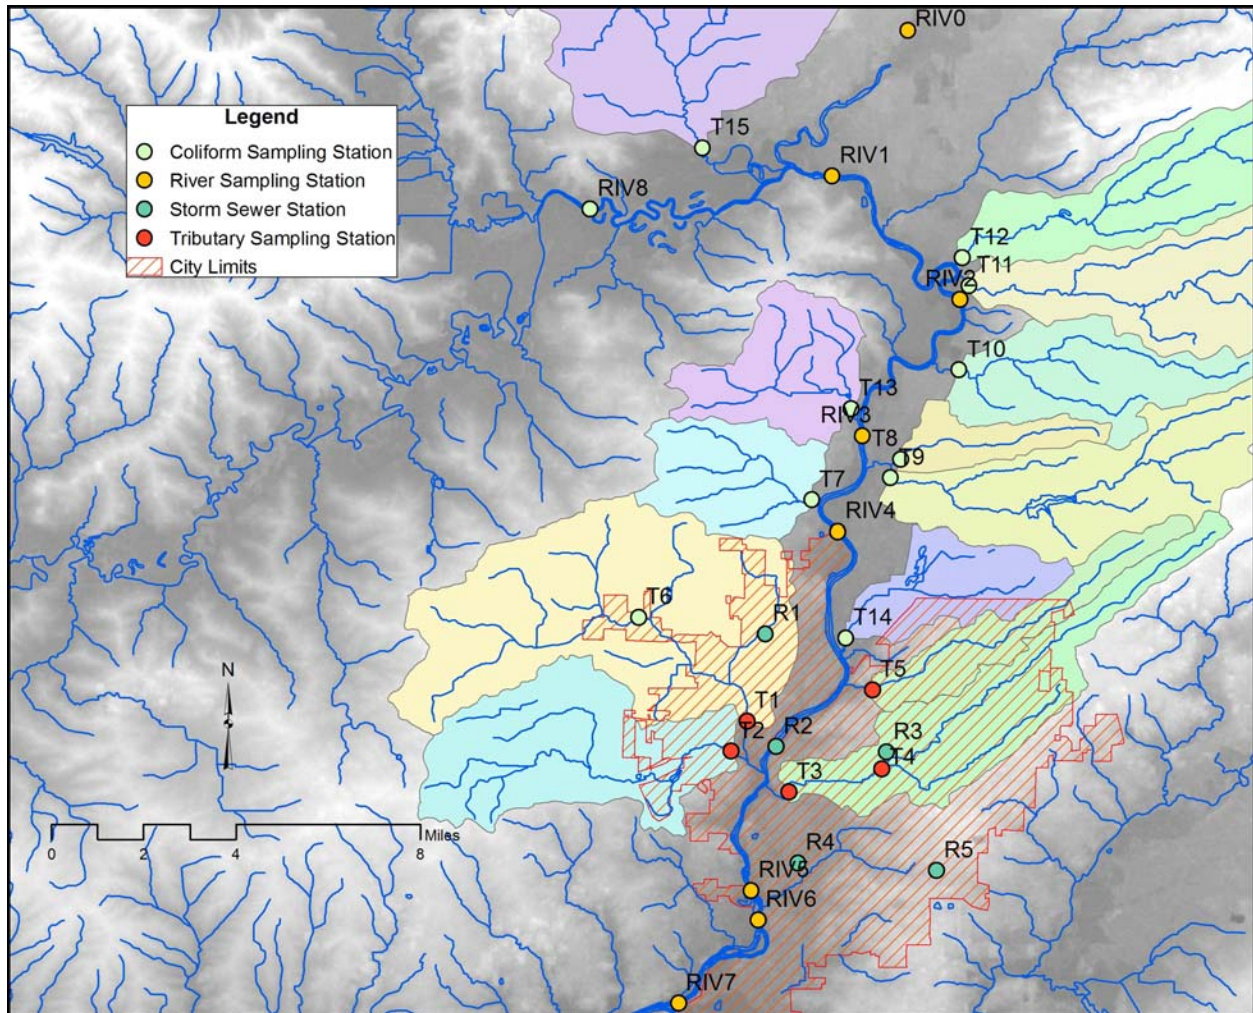 RIV0
Legend
Coliform Sampling Station
River Sampling Station
Storm Sewer Station
Tributary Sampling Station
City Limits
T15
RIV1
RIV8
T12
T11
RIV2
T10
T13
RIV3
T8
T9
T7
RIV4
T6
R1
T14
N
T5
T1
T2
R2
R3
T4
T3
Miles
0 2 4 8
R4
R5
RIV5
RIV6
RIV7